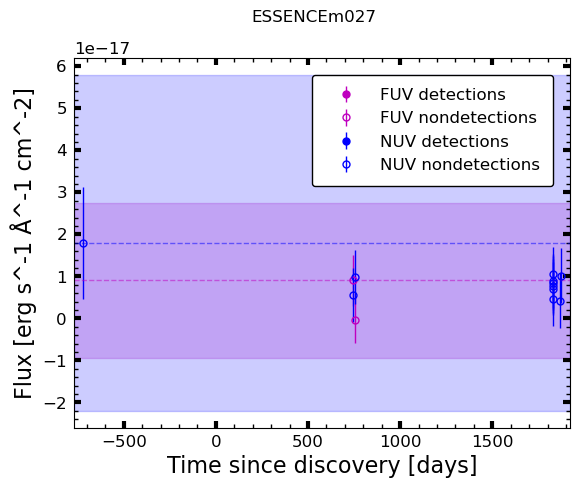 ESSENCEm027
1e−17
6
5
4
3
2
1
0
−1
−2
Flux [erg s^-1 Å^-1 cm^-2]
FUV detections
FUV nondetections
NUV detections
NUV nondetections
−500 0 500 1000 1500
Time since discovery [days]